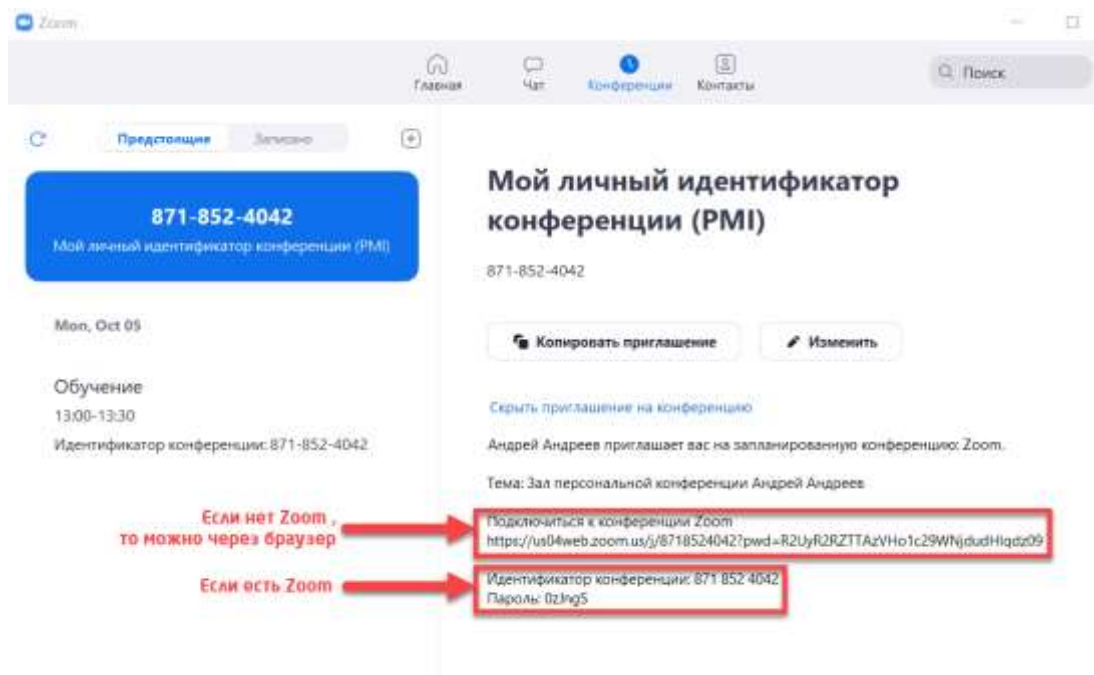 Zoom
Главная
Чат
Конференции
Контакты
Поиск
Предстоящие
Записано
871-852-4042
Мой личный идентификатор конференции (PMI)
Mon, Oct 05
Обучение
13:00-13:30
Идентификатор конференции: 871-852-4042
Если нет Zoom ,
то можно через браузер
Если есть Zoom
Мой личный идентификатор
конференции (PMI)
871-852-4042
Копировать приглашение
Изменить
Скрыть приглашение на конференцию
Андрей Андреев приглашает вас на запланированную конференцию: Zoom.
Тема: Зал персональной конференции Андрей Андреев
Подключиться к конференции Zoom
https://us04web.zoom.us/j/8718524042?pwd=R2UyR2RZTTAzVHo1c29WNjdudHlqdz09
Идентификатор конференции: 871 852 4042
Пароль: 0zJng5